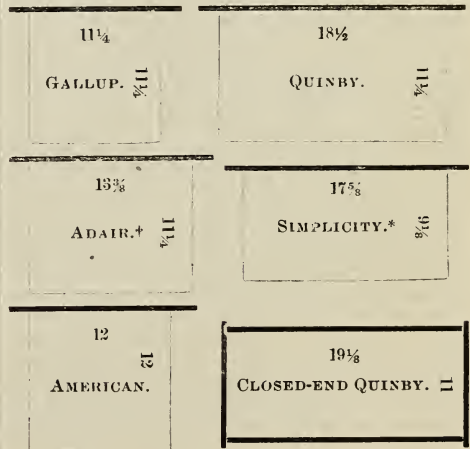 11¼
GALLUP. 11¼
18½
QUINBY. 11¼
13⅜
ADAIR.† 11¼
17⅝
SIMPLICITY.* 9⅛
12
12
AMERICAN.
19⅛
CLOSED-END QUINBY. 11